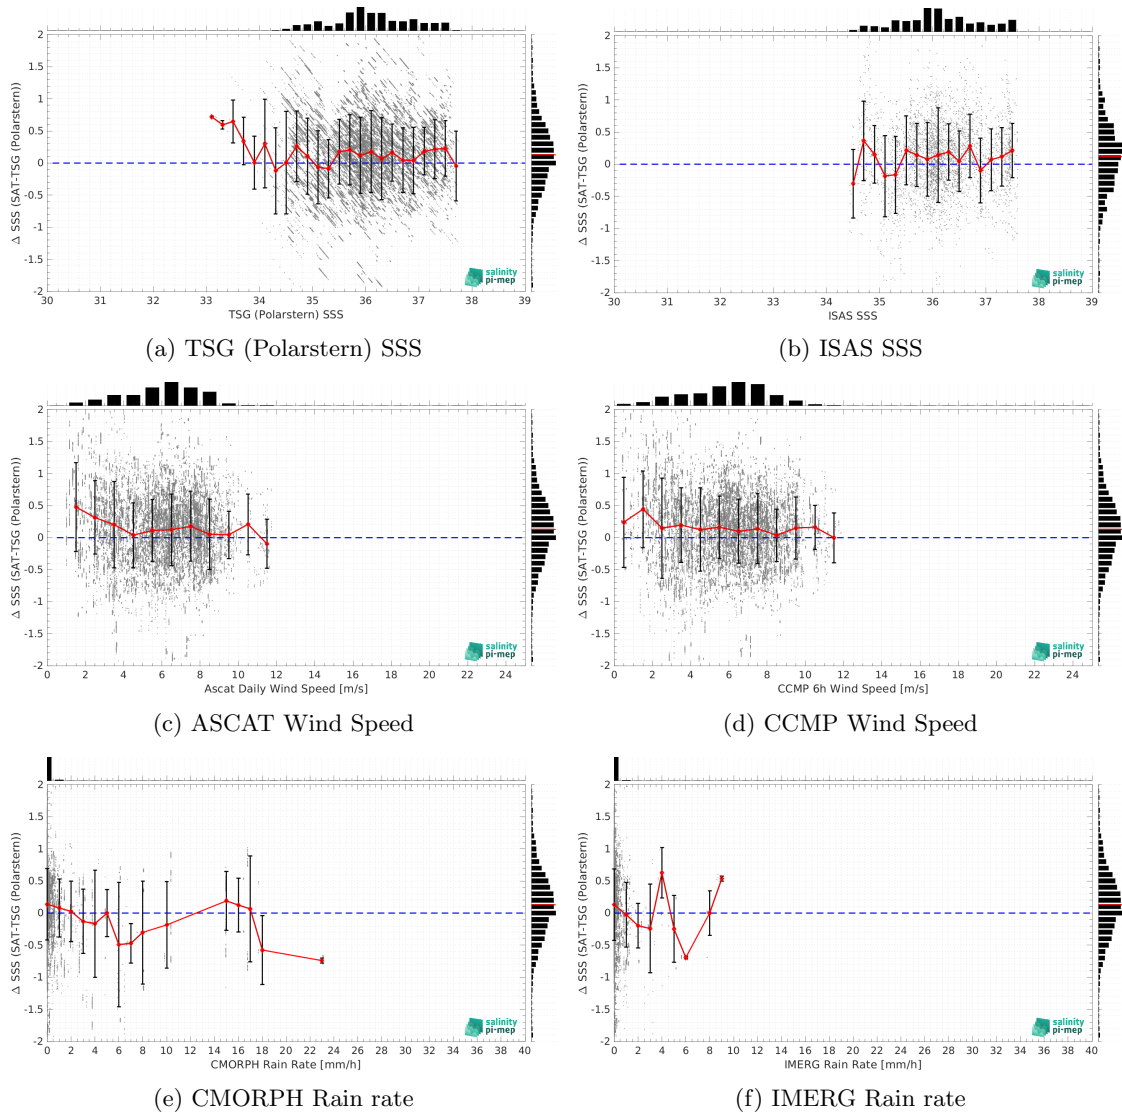 2
1.5
1
0.5
0
-0.5
-1
-1.5
-2
Δ SSS (SAT-TSG (Polarstern))
salinity
pi-mep
30 31 32 33 34 35 36 37 38 39
TSG (Polarstern) SSS
(a) TSG (Polarstern) SSS
2
1.5
1
0.5
0
-0.5
-1
-1.5
-2
Δ SSS (SAT-TSG (Polarstern))
salinity
pi-mep
30 31 32 33 34 35 36 37 38 39
ISAS SSS
(b) ISAS SSS
2
1.5
1
0.5
0
-0.5
-1
-1.5
-2
Δ SSS (SAT-TSG (Polarstern))
salinity
pi-mep
0 2 4 6 8 10 12 14 16 18 20 22 24
Ascat Daily Wind Speed [m/s]
(c) ASCAT Wind Speed
2
1.5
1
0.5
0
-0.5
-1
-1.5
-2
Δ SSS (SAT-TSG (Polarstern))
salinity
pi-mep
0 2 4 6 8 10 12 14 16 18 20 22 24
CCMP 6h Wind Speed [m/s]
(d) CCMP Wind Speed
2
1.5
1
0.5
0
-0.5
-1
-1.5
-2
Δ SSS (SAT-TSG (Polarstern))
salinity
pi-mep
0 2 4 6 8 10 12 14 16 18 20 22 24 26 28 30 32 34 36 38 40
CMORPH Rain Rate [mm/h]
(e) CMORPH Rain rate
2
1.5
1
0.5
0
-0.5
-1
-1.5
-2
Δ SSS (SAT-TSG (Polarstern))
salinity
pi-mep
0 2 4 6 8 10 12 14 16 18 20 22 24 26 28 30 32 34 36 38 40
IMERG Rain Rate [mm/h]
(f) IMERG Rain rate